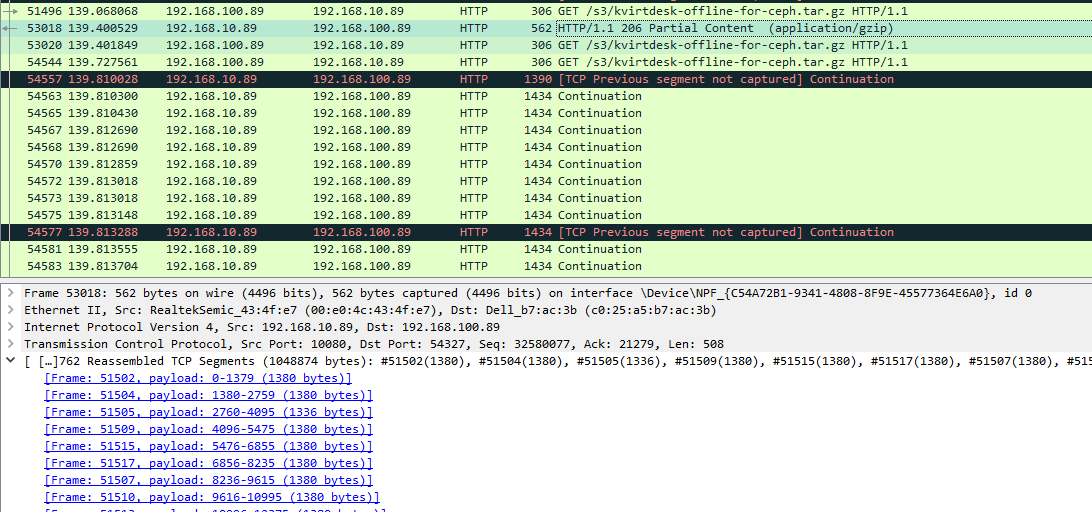 51496 139.068068 192.168.100.89 192.168.10.89 HTTP 306 GET /s3/kvirtdesk-offline-for-ceph.tar.gz HTTP/1.1
53018 139.400529 192.168.10.89 192.168.100.89 HTTP 562 HTTP/1.1 206 Partial Content (application/gzip)
53020 139.401849 192.168.100.89 192.168.10.89 HTTP 306 GET /s3/kvirtdesk-offline-for-ceph.tar.gz HTTP/1.1
54544 139.727561 192.168.100.89 192.168.10.89 HTTP 306 GET /s3/kvirtdesk-offline-for-ceph.tar.gz HTTP/1.1
54557 139.810028 192.168.10.89 192.168.100.89 HTTP 1390 [TCP Previous segment not captured] Continuation
54563 139.810300 192.168.10.89 192.168.100.89 HTTP 1434 Continuation
54565 139.810430 192.168.10.89 192.168.100.89 HTTP 1434 Continuation
54567 139.812690 192.168.10.89 192.168.100.89 HTTP 1434 Continuation
54568 139.812690 192.168.10.89 192.168.100.89 HTTP 1434 Continuation
54570 139.812859 192.168.10.89 192.168.100.89 HTTP 1434 Continuation
54572 139.813018 192.168.10.89 192.168.100.89 HTTP 1434 Continuation
54573 139.813018 192.168.10.89 192.168.100.89 HTTP 1434 Continuation
54575 139.813148 192.168.10.89 192.168.100.89 HTTP 1434 Continuation
54577 139.813288 192.168.10.89 192.168.100.89 HTTP 1434 [TCP Previous segment not captured] Continuation
54581 139.813555 192.168.10.89 192.168.100.89 HTTP 1434 Continuation
54583 139.813704 192.168.10.89 192.168.100.89 HTTP 1434 Continuation
Frame 53018: 562 bytes on wire (4496 bits), 562 bytes captured (4496 bits) on interface \Device\NPF_{C54A72B1-9341-4808-8F9E-45577364E6A0}, id 0
Ethernet II, Src: RealtekSemic_43:4f:e7 (00:e0:4c:43:4f:e7), Dst: Dell_b7:ac:3b (c0:25:a5:b7:ac:3b)
Internet Protocol Version 4, Src: 192.168.10.89, Dst: 192.168.100.89
Transmission Control Protocol, Src Port: 10080, Dst Port: 54327, Seq: 32580077, Ack: 21279, Len: 508
[ […]762 Reassembled TCP Segments (1048874 bytes): #51502(1380), #51504(1380), #51505(1336), #51509(1380), #51515(1380), #51517(1380), #51507(1380), #51
[Frame: 51502, payload: 0-1379 (1380 bytes)]
[Frame: 51504, payload: 1380-2759 (1380 bytes)]
[Frame: 51505, payload: 2760-4095 (1336 bytes)]
[Frame: 51509, payload: 4096-5475 (1380 bytes)]
[Frame: 51515, payload: 5476-6855 (1380 bytes)]
[Frame: 51517, payload: 6856-8235 (1380 bytes)]
[Frame: 51507, payload: 8236-9615 (1380 bytes)]
[Frame: 51510, payload: 9616-10995 (1380 bytes)]